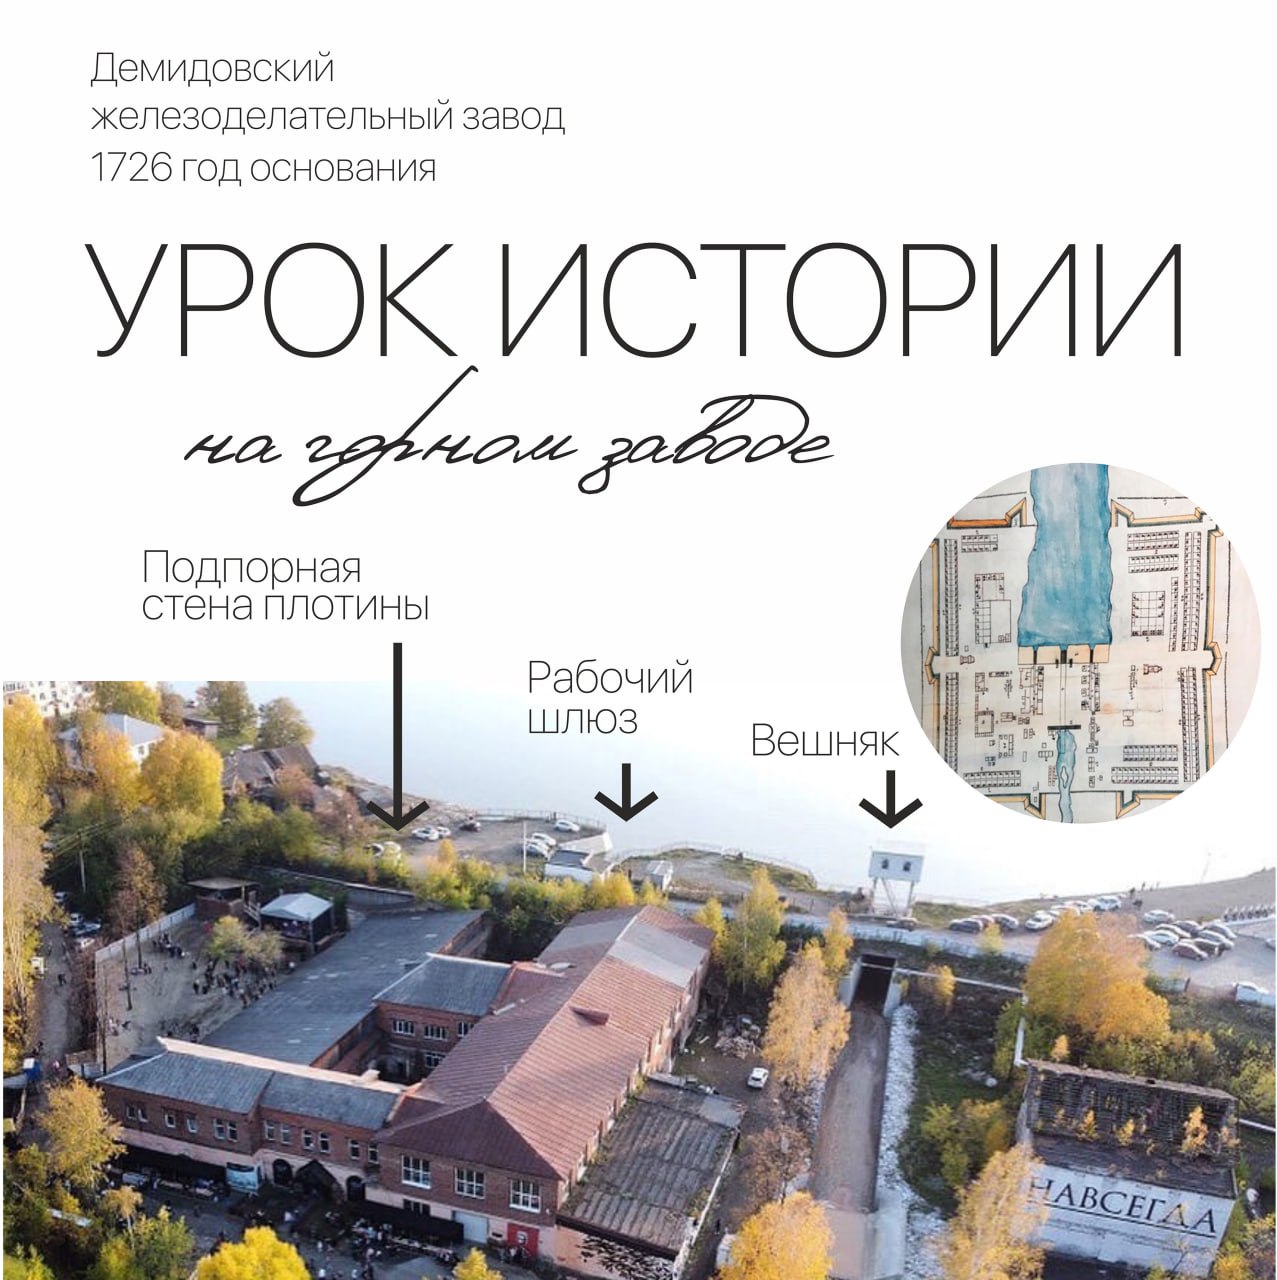 Демидовский
железоделательный завод
1726 год основания
УРОК ИСТОРИИ
на горном заводе
Подпорная
стена плотины
Рабочий
шлюз
Вешняк
НАВСЕГДА